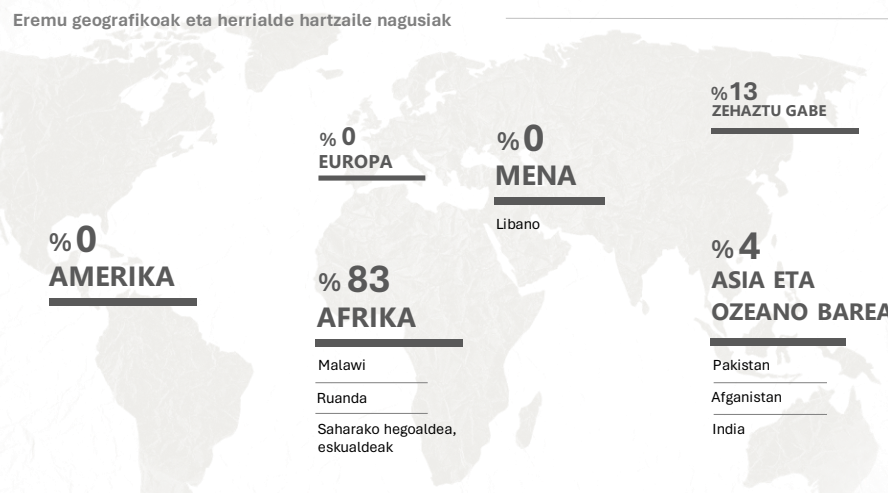 Eremu geografikoak eta herrialde hartzaile nagusiak
% 0
AMERIKA
% 0
EUROPA
% 83
AFRIKA
Malawi
Ruanda
Saharako hegoaldea,
eskualdeak
% 0
MENA
Libano
%13
ZEHAZTU GABE
% 4
ASIA ETA
OZEANO BAREA
Pakistan
Afganistan
India